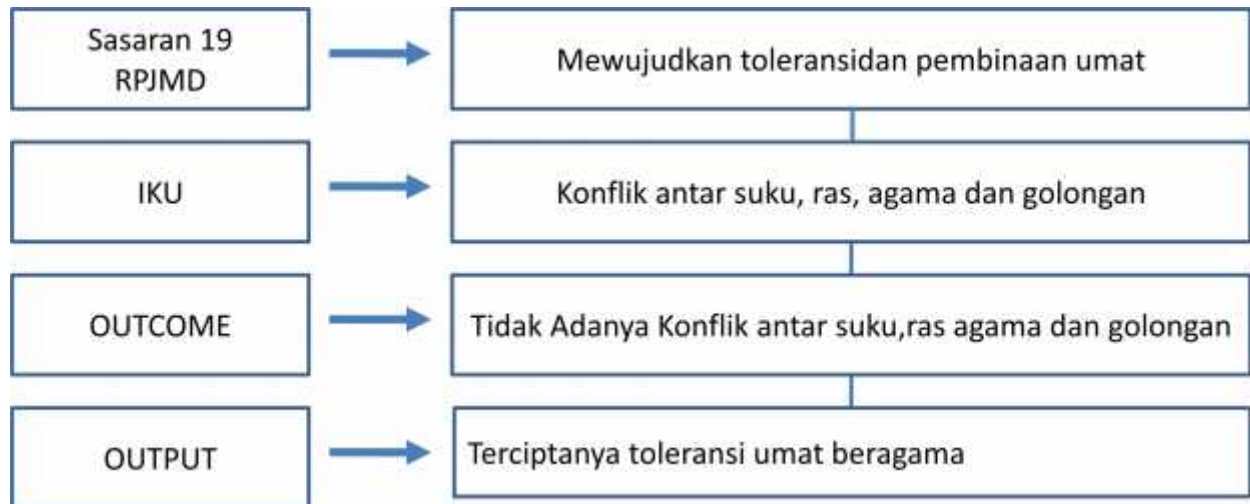 Sasaran 19
RPJMD
Mewujudkan toleransidan pembinaan umat
IKU
Konflik antar suku, ras, agama dan golongan
OUTCOME
Tidak Adanya Konflik antar suku,ras agama dan golongan
OUTPUT
Terciptanya toleransi umat beragama